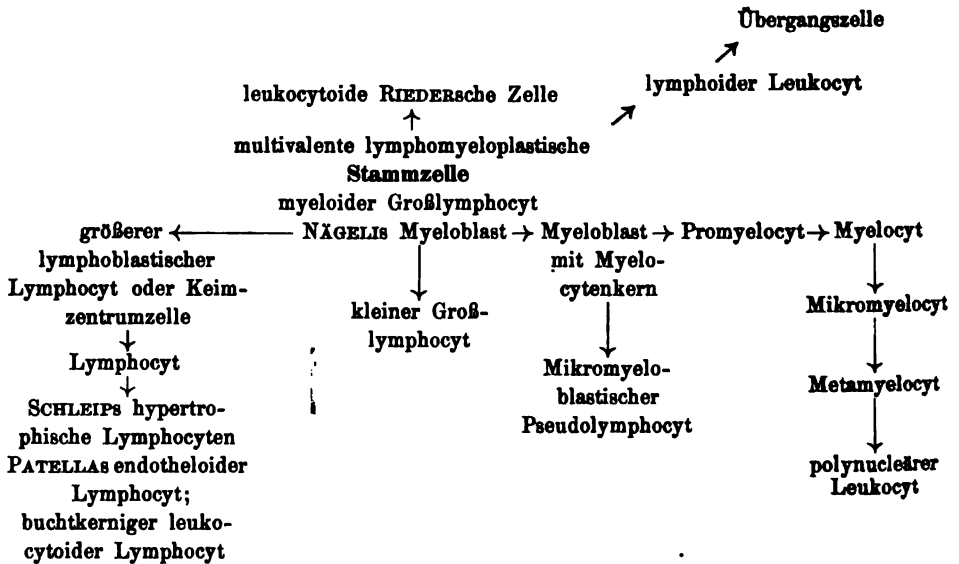 Übergangszelle
lymphoider Leukocyt
leukocytoide RIEDERsche Zelle
multivalente lymphomyeloplastische
Stammzelle
myeloider Großlymphocyt
größerer
lymphoblastischer
Lymphocyt oder Keim-
zentrumzelle
Lymphocyt
SCHLEIPs hypertro-
phische Lymphocyten
PATELLAs endotheloider
Lymphocyt;
buchtkerniger leuko-
cytoider Lymphocyt
NÄGELIS Myeloblast
kleiner Groß-
lymphocyt
Myeloblast
mit Myelo-
cytenkern
Mikromyelo-
blastischer
Pseudolymphocyt
Promyelocyt
Myelocyt
Mikromyelocyt
Metamyelocyt
polynucleärer
Leukocyt